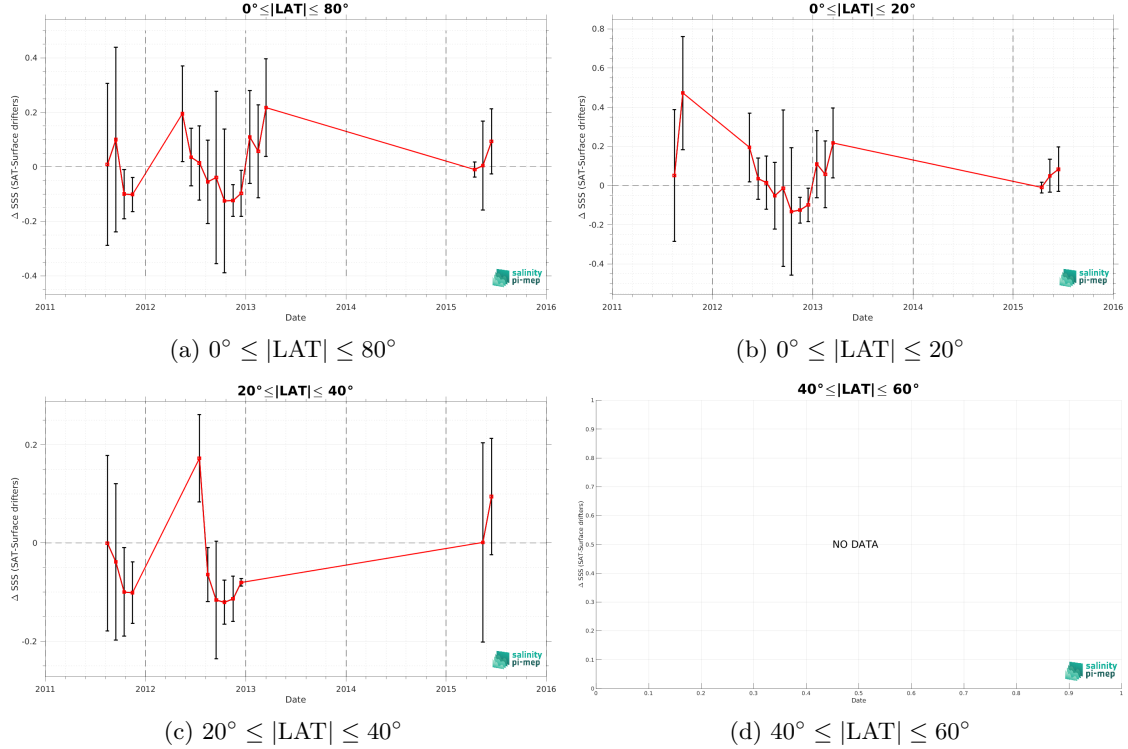 0°≤|LAT|≤ 80°
Δ SSS (SAT-Surface drifters)
0.4
0.2
0
-0.2
-0.4
2011 2012 2013 2014 2015 2016
Date
salinity
pi-mep
(a) 0° ≤ |LAT| ≤ 80°
0°≤|LAT|≤ 20°
Δ SSS (SAT-Surface drifters)
0.8
0.6
0.4
0.2
0
-0.2
-0.4
2011 2012 2013 2014 2015 2016
Date
salinity
pi-mep
(b) 0° ≤ |LAT| ≤ 20°
20°≤|LAT|≤ 40°
Δ SSS (SAT-Surface drifters)
0.2
0
-0.2
2011 2012 2013 2014 2015 2016
Date
salinity
pi-mep
(c) 20° ≤ |LAT| ≤ 40°
40°≤|LAT|≤ 60°
Δ SSS (SAT-Surface drifters)
1
0.9
0.8
0.7
0.6
0.5
0.4
0.3
0.2
0.1
0
NO DATA
0 0.1 0.2 0.3 0.4 0.5 0.6 0.7 0.8 0.9 1
Date
salinity
pi-mep
(d) 40° ≤ |LAT| ≤ 60°